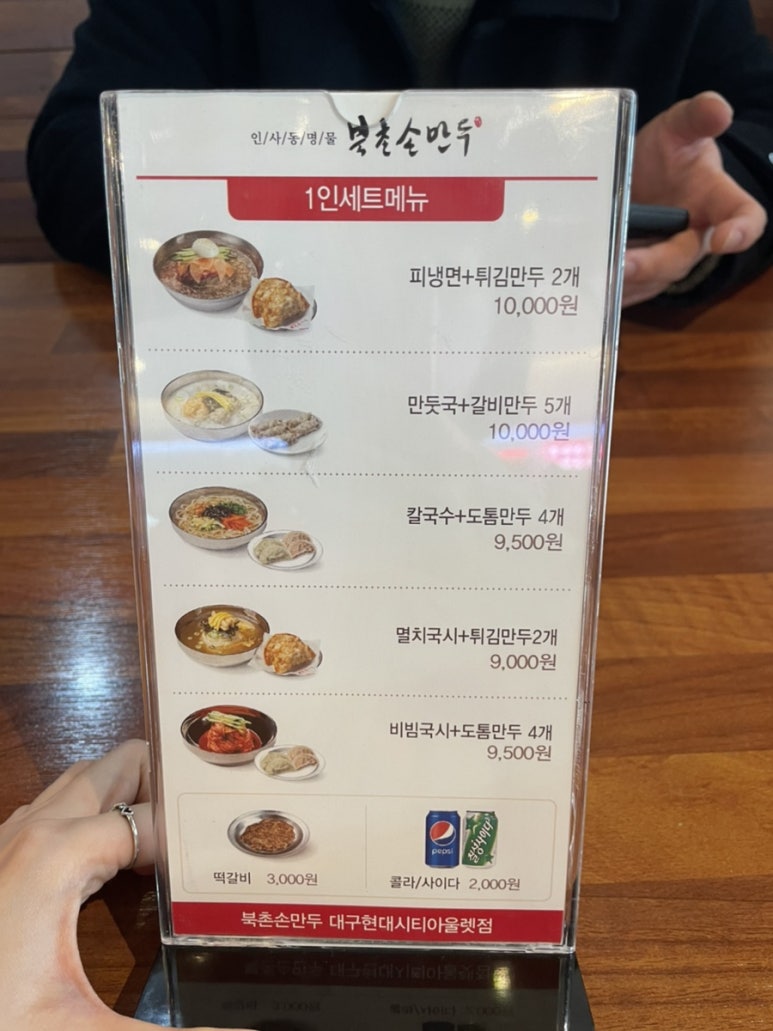 인/사/동/명/물 북촌손만두
1인세트메뉴
피냉면+튀김만두 2개
10,000원
만둣국+갈비만두 5개
10,000원
칼국수+도톰만두 4개
9,500원
멸치국시+튀김만두2개
9,000원
비빔국시+도톰만두 4개
9,500원
pepsi
칠성사이다
떡갈비 3,000원
콜라/사이다 2,000원
북촌손만두 대구현대시티아울렛점